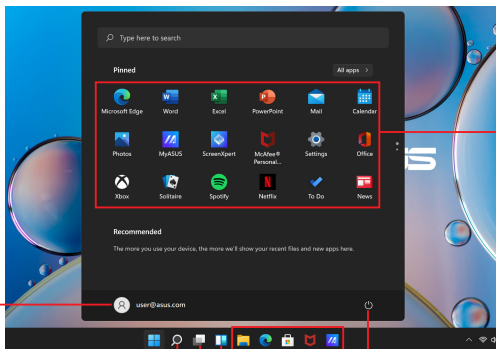 Type here to search
Pinned
All apps >
Microsoft Edge Word Excel PowerPoint Mail Calendar
Photos MyASUS ScreenXpert McAfee® Personal... Settings Office
Xbox Solitaire Spotify Netflix To Do News
Recommended
The more you use your device, the more we'll show your recent files and new apps here.
user@asus.com